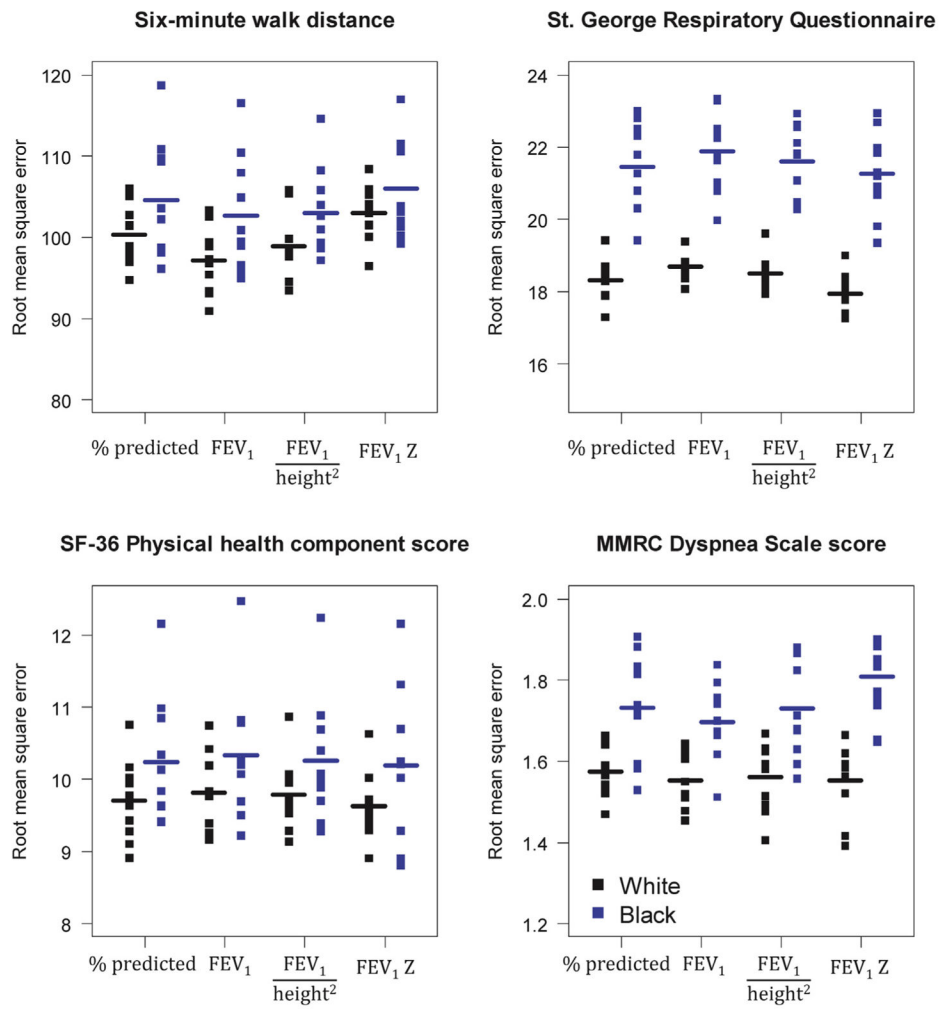 Six-minute walk distance
Root mean square error
120
110
100
90
80
% predicted FEV₁ FEV₁/height² FEV₁ Z
St. George Respiratory Questionnaire
Root mean square error
24
22
20
18
16
% predicted FEV₁ FEV₁/height² FEV₁ Z
SF-36 Physical health component score
Root mean square error
12
11
10
9
8
% predicted FEV₁ FEV₁/height² FEV₁ Z
MMRC Dyspnea Scale score
Root mean square error
2.0
1.8
1.6
1.4
1.2
White
Black
% predicted FEV₁ FEV₁/height² FEV₁ Z